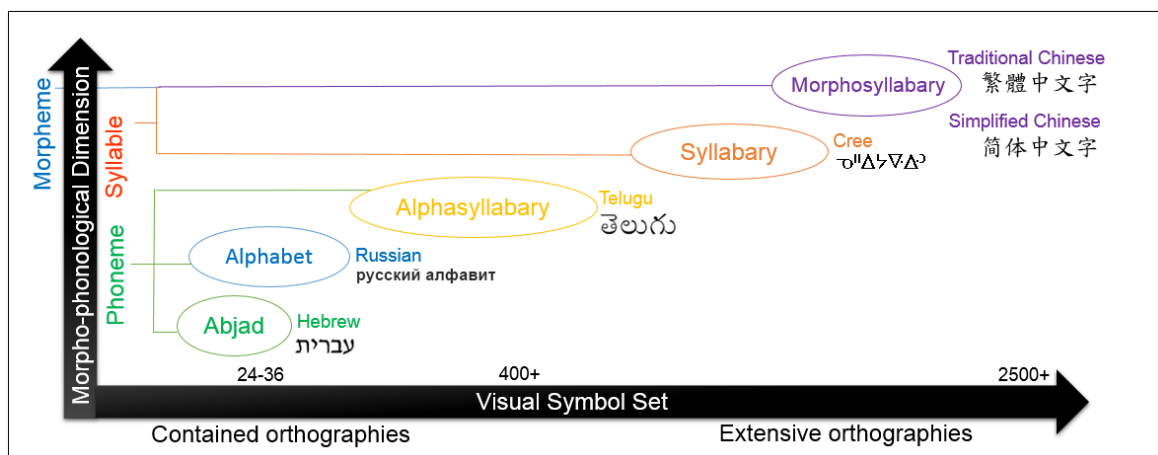 Morpho-phonological Dimension
Morpheme
Syllable
Phoneme
Morphosyllabary
Traditional Chinese
繁體中文字
Simplified Chinese
简体中文字
Syllabary
Cree
Alphasyllabary
Telugu
తెలుగు
Alphabet
Russian
русский алфавит
Abjad
Hebrew
עברית
24-36
400+
2500+
Visual Symbol Set
Contained orthographies
Extensive orthographies